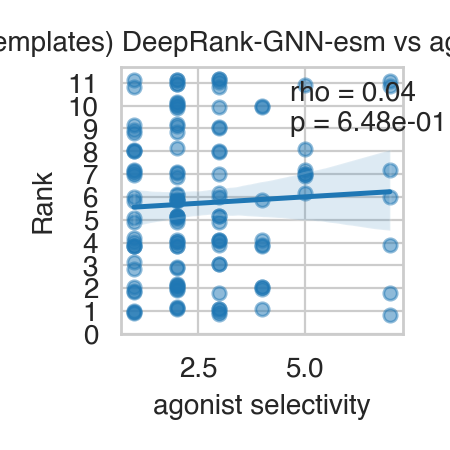 emplates) DeepRank-GNN-esm vs ag
rho = 0.04
p = 6.48e-01
Rank
11
10
9
8
7
6
5
4
3
2
1
0
2.5 5.0
agonist selectivity